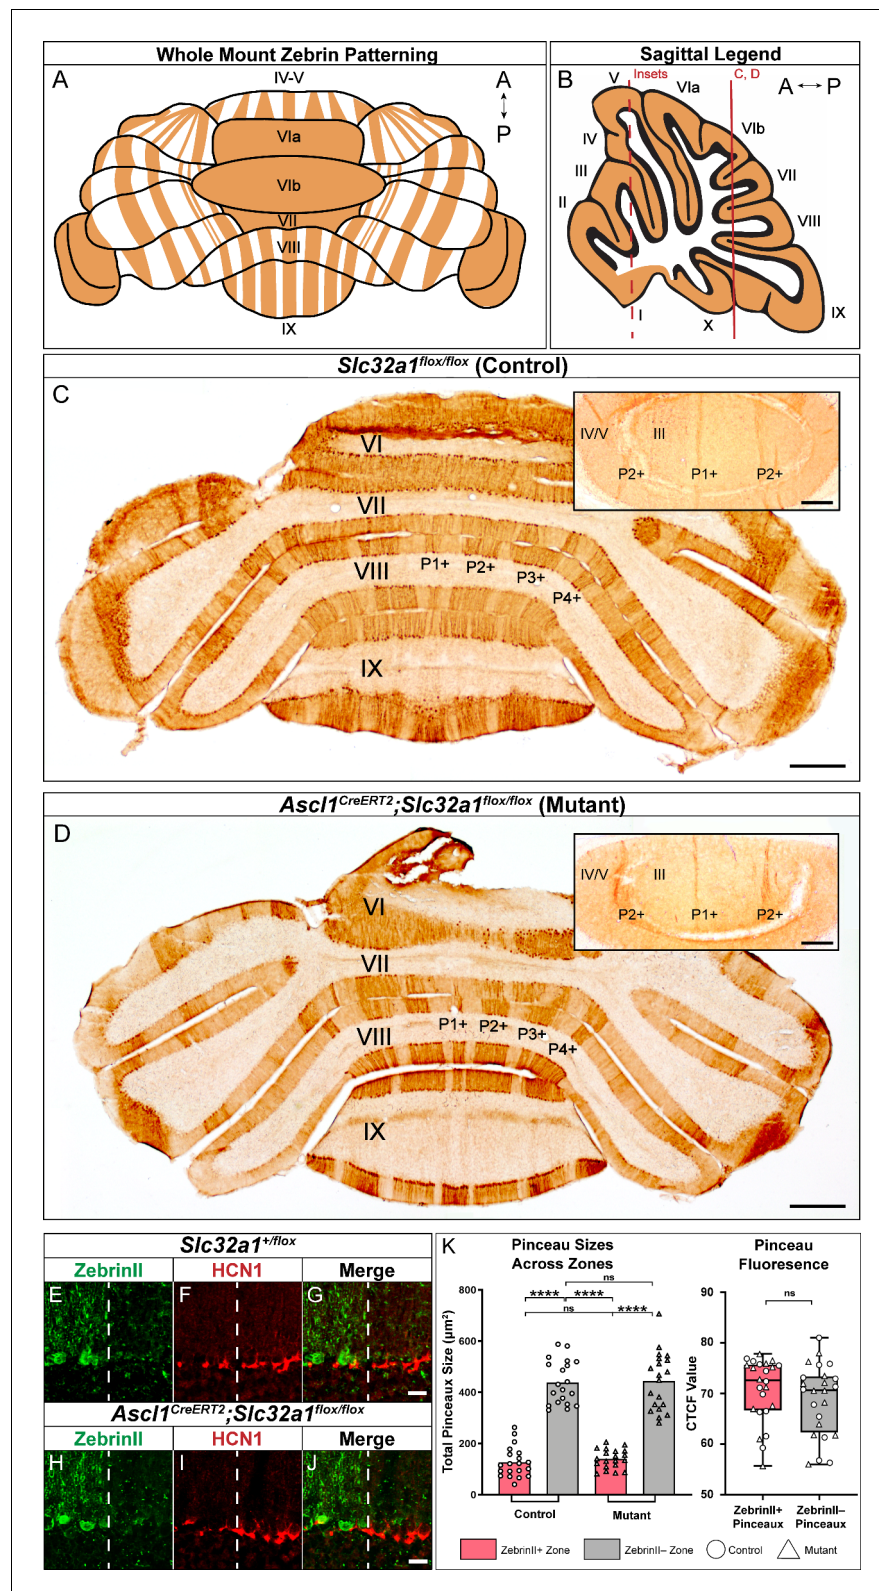 Whole Mount Zebrin Patterning
A
IV-V
A
P
VIa
VIb
VII
VIII
IX
Sagittal Legend
B
V
Insets
VIa
C, D
A P
IV
VIb
III
VII
II
VIII
I
X
IX
Slc32a1flox/flox (Control)
C
VI
VII
VIII
IX
P1+
P2+
P3+
P4+
IV/V
III
P2+
P1+
P2+
Ascl1CreERT2;Slc32a1flox/flox (Mutant)
D
VI
VII
VIII
IX
P1+
P2+
P3+
P4+
IV/V
III
P2+
P1+
P2+
Slc32a1+/flox
ZebrinII
HCN1
Merge
E
F
G
Ascl1CreERT2;Slc32a1flox/flox
ZebrinII
HCN1
Merge
H
I
J
K
Pinceau Sizes
Across Zones
ns
**** ****
ns ****
Total Pinceaux Size (µm2)
800
600
400
200
0
Control
Mutant
Pinceau
Fluoresence
ns
CTCF Value
90
80
70
60
50
ZebrinII+
Pinceaux
ZebrinII–
Pinceaux
ZebrinII+ Zone
ZebrinII– Zone
Control
Mutant